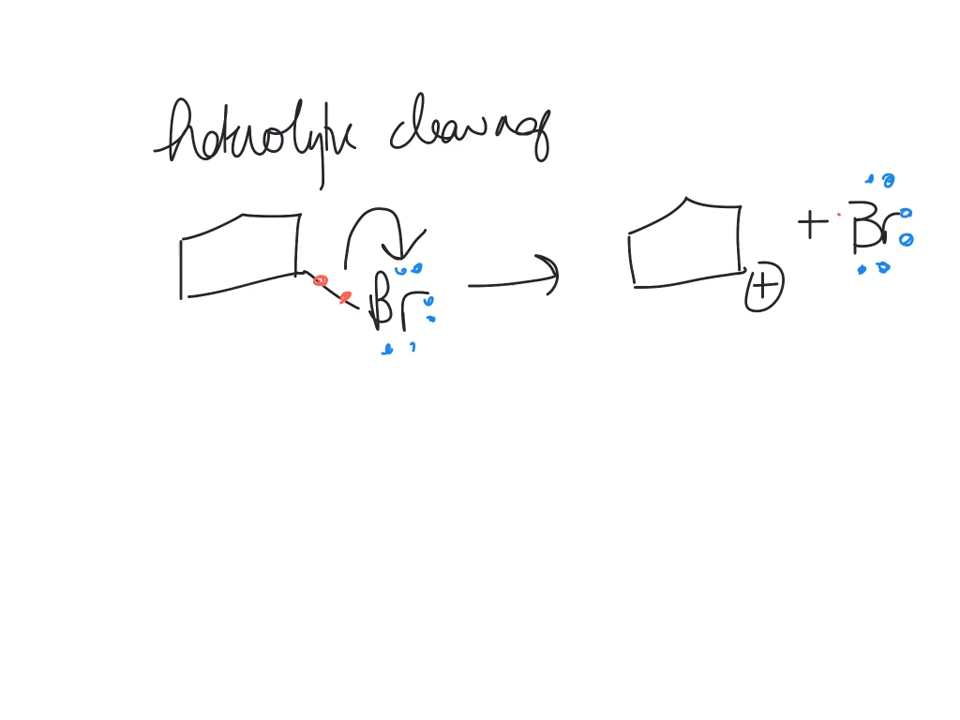 heterolytic cleavage
Br → ⊕ + Br